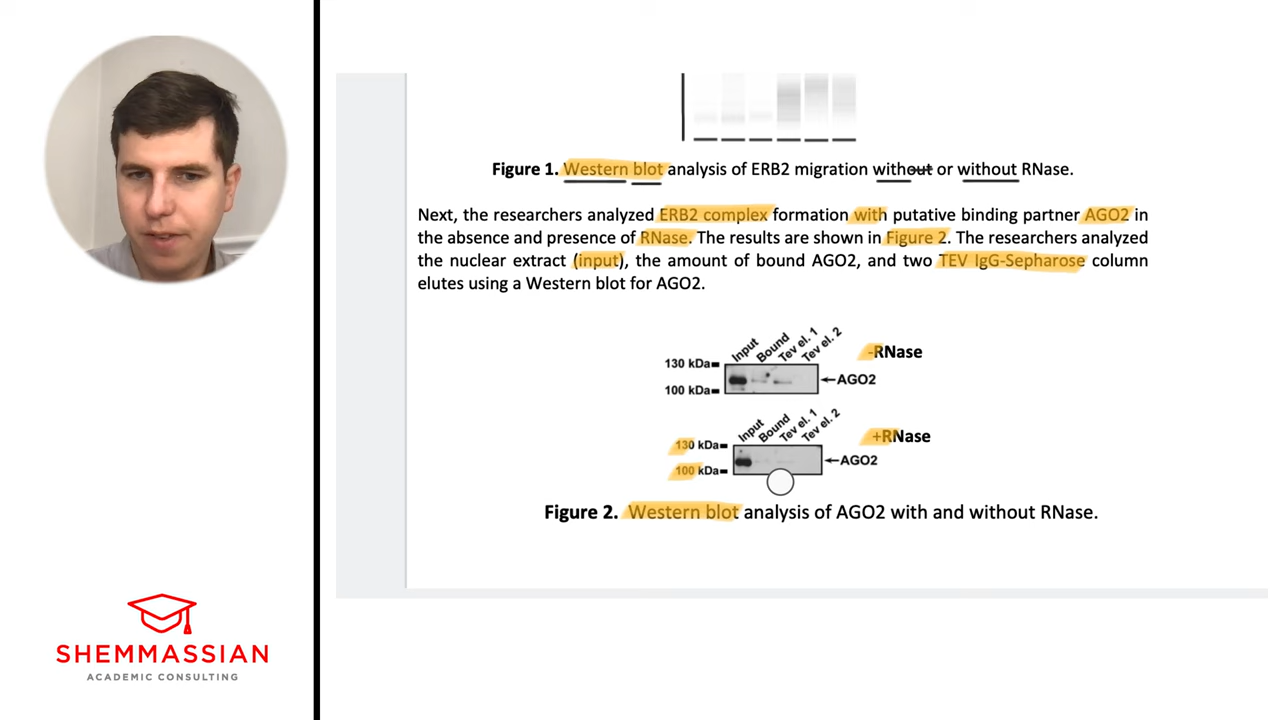 Figure 1. Western blot analysis of ERB2 migration without or without RNase.
Next, the researchers analyzed ERB2 complex formation with putative binding partner AGO2 in
the absence and presence of RNase. The results are shown in Figure 2. The researchers analyzed
the nuclear extract (input), the amount of bound AGO2, and two TEV IgG-Sepharose column
elutes using a Western blot for AGO2.
Input Bound Tev el. 1 Tev el. 2
-RNase
130 kDa
100 kDa
←AGO2
Input Bound Tev el. 1 Tev el. 2
+RNase
130 kDa
100 kDa
←AGO2
Figure 2. Western blot analysis of AGO2 with and without RNase.
SHEMMASSIAN
ACADEMIC CONSULTING